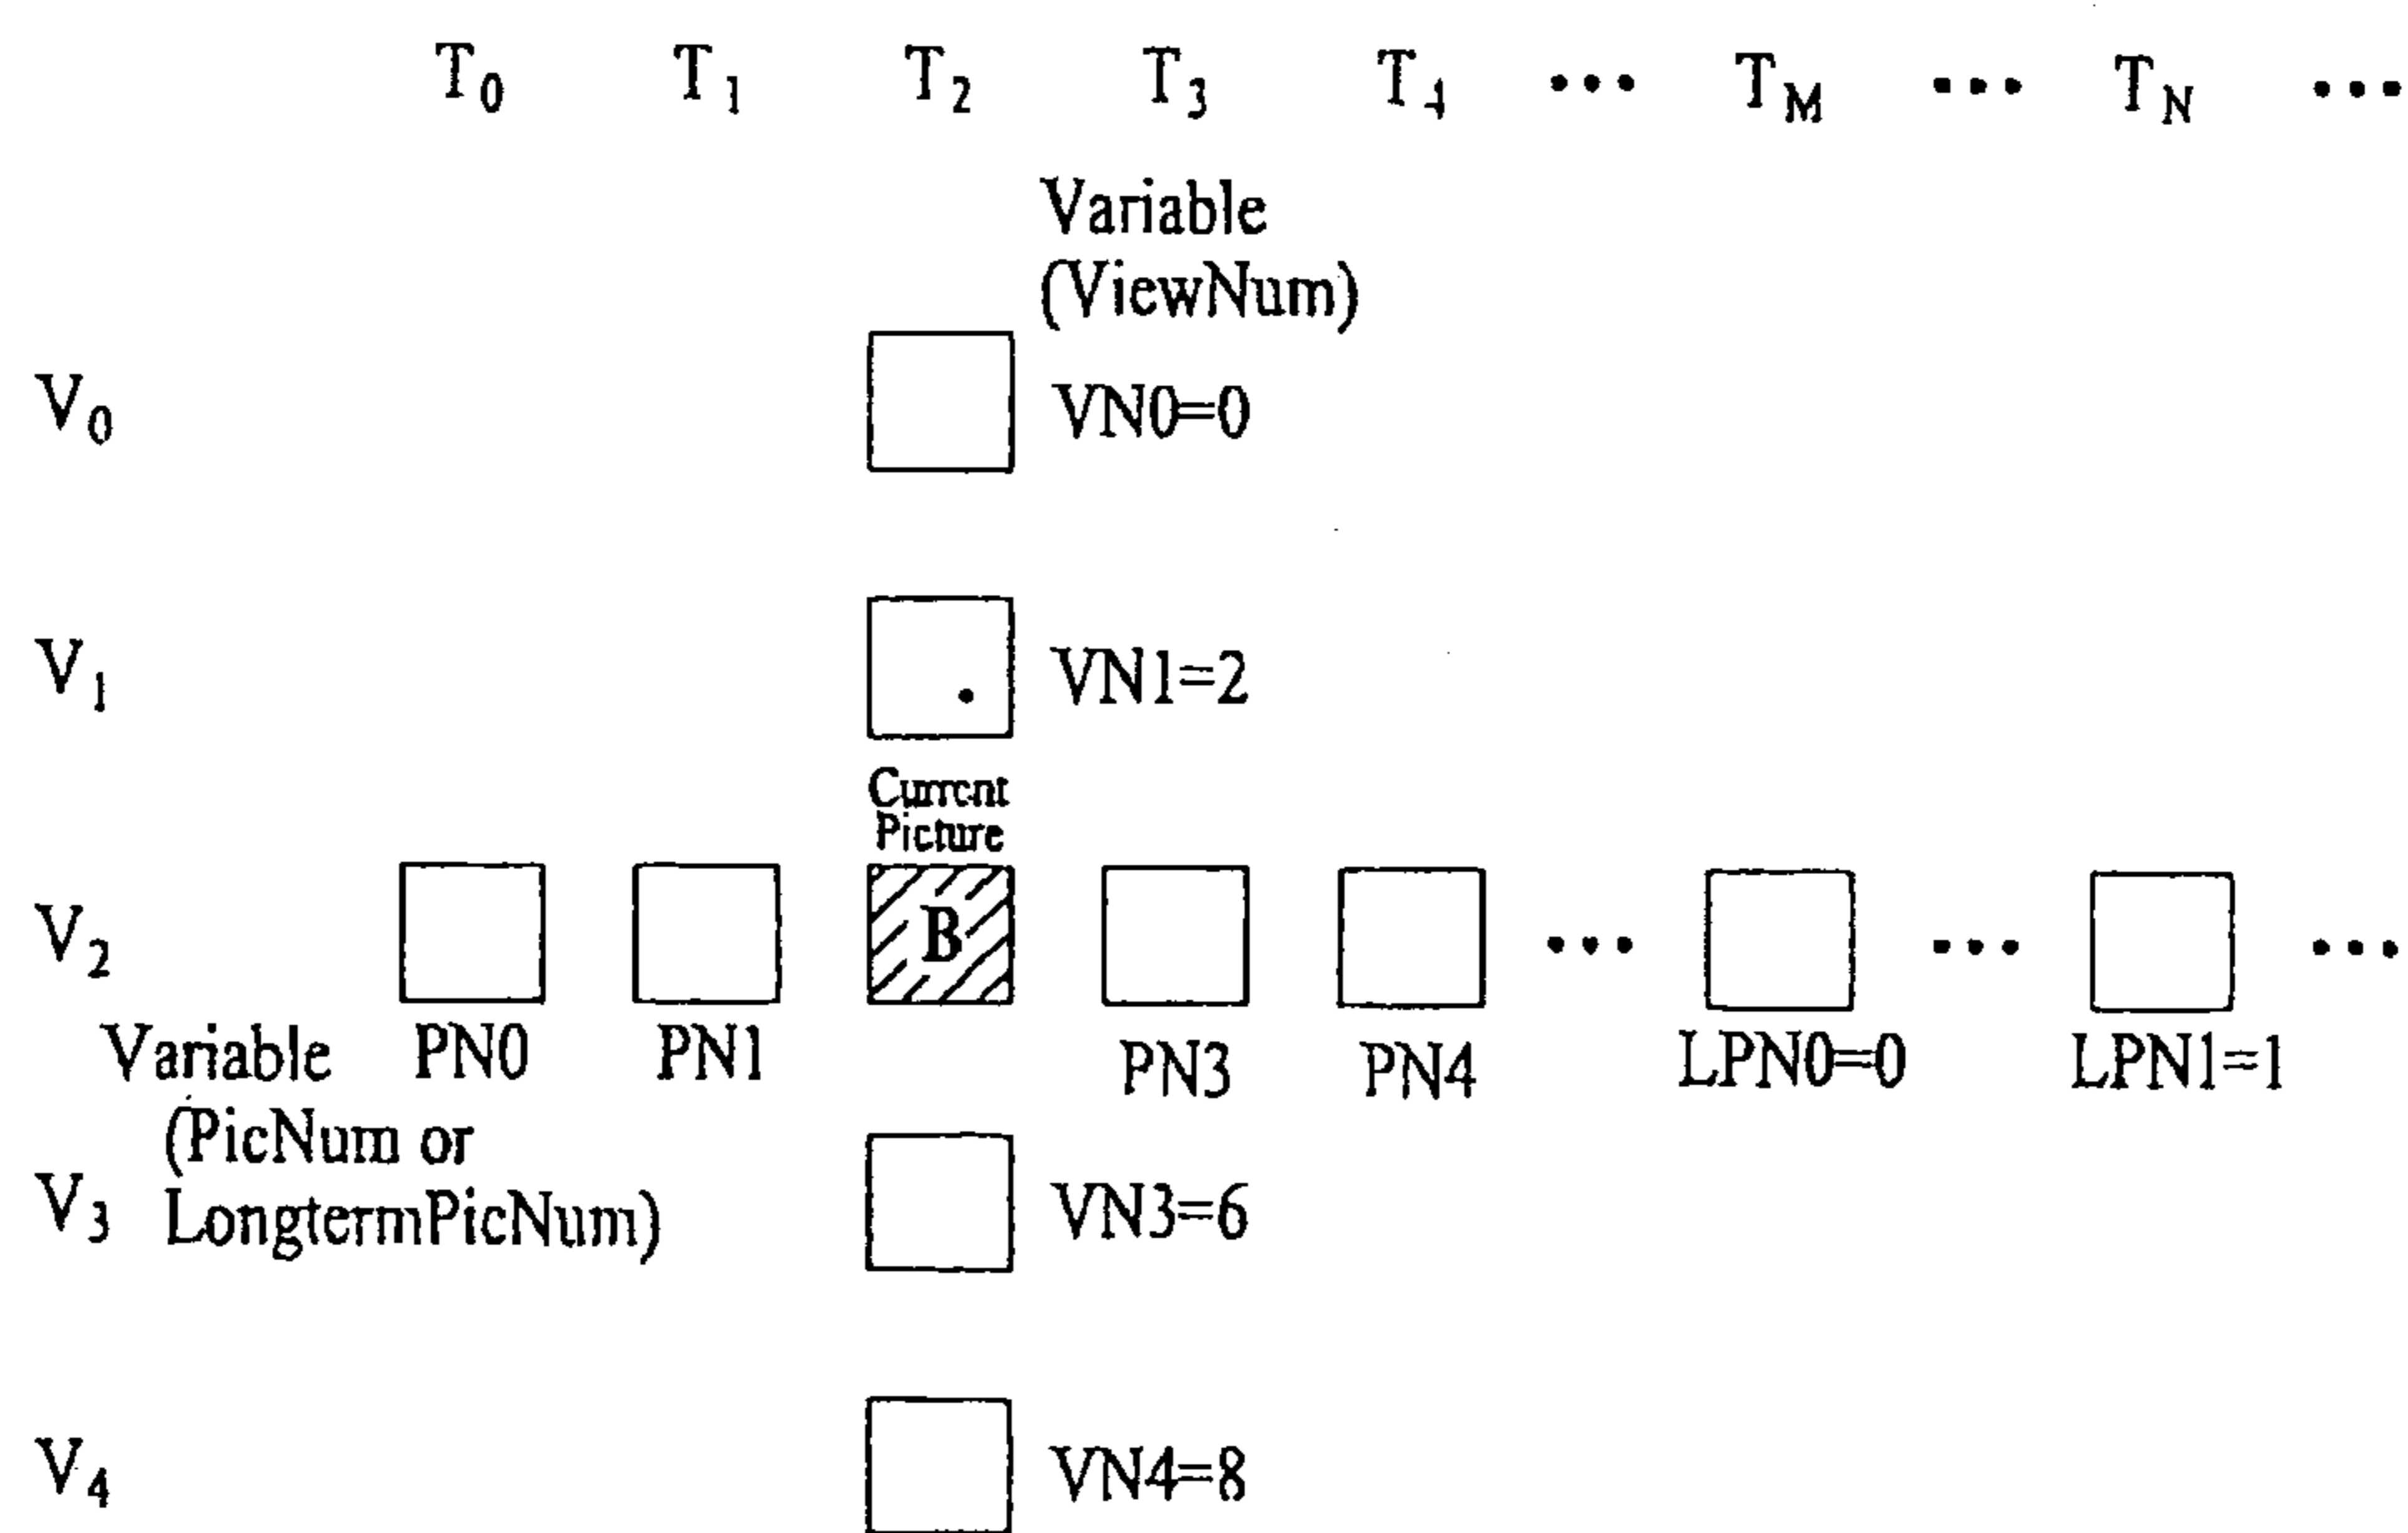 T0 T1 T2 T3 T4 ... TM ... TN ...
Variable
(ViewNum)
V0 VN0=0
V1 VN1=2
Current
Picture
V2 B ... ... ...
Variable PN0 PN1 PN3 PN4 LPN0=0 LPN1=1
(PicNum or
V3 LongtermPicNum) VN3=6
V4 VN4=8